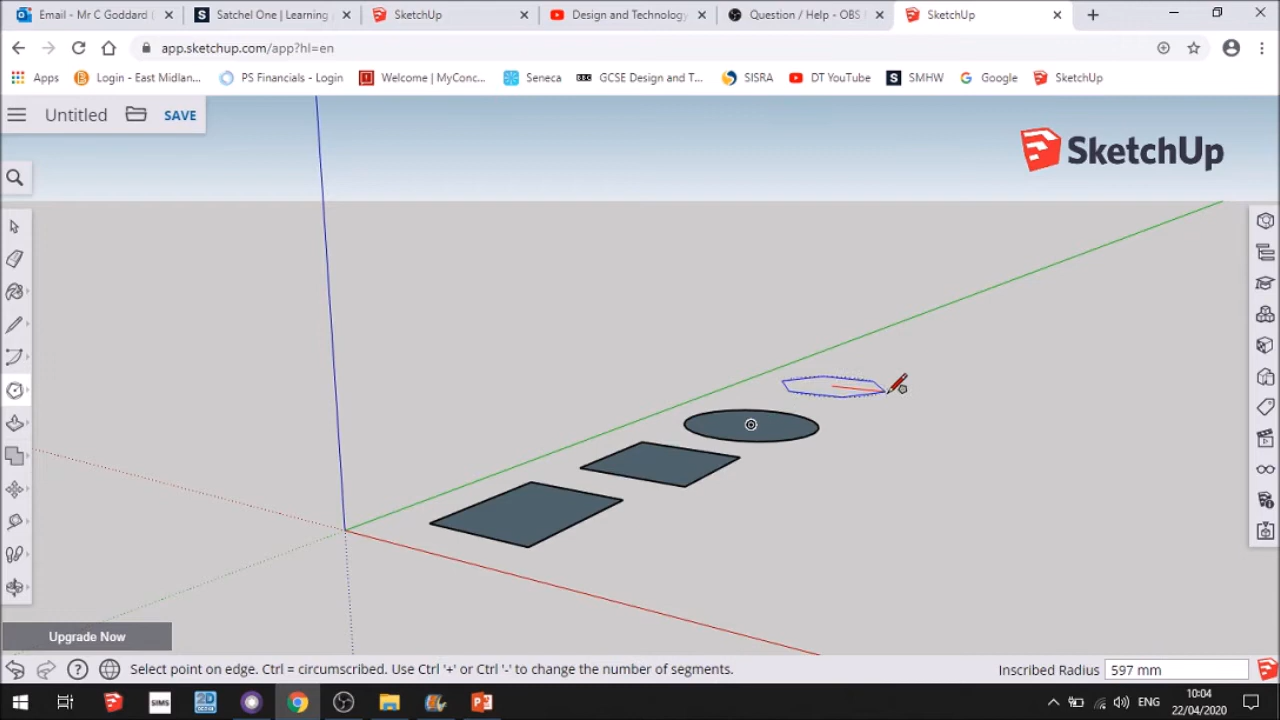 Email - Mr C Goddard (
Satchel One | Learning /
SketchUp
Design and Technology
Question / Help - OBS
SketchUp
app.sketchup.com/app?hl=en
Apps
Login - East Midlan...
PS Financials - Login
Welcome | MyConc...
Seneca
BBC
GCSE Design and T...
SISRA
DT YouTube
SMHW
Google
SketchUp
Untitled
SAVE
SketchUp
Upgrade Now
Select point on edge. Ctrl = circumscribed. Use Ctrl '+' or Ctrl '-' to change the number of segments.
Inscribed Radius
597 mm
SIMS
2D
ENG
10:04
22/04/2020